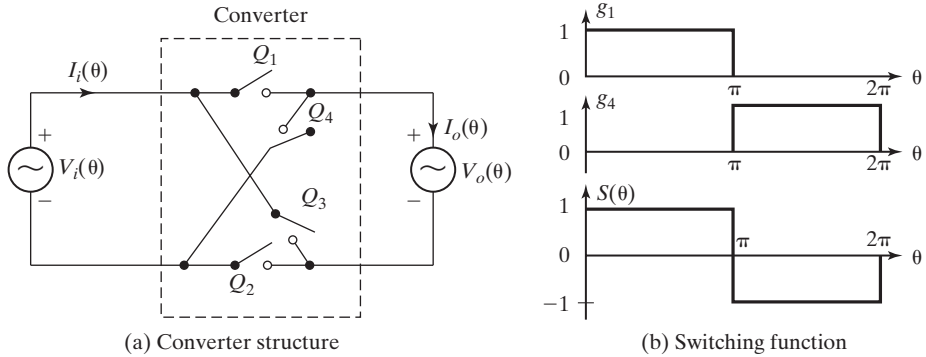 Converter
Q1
Ii(θ)
Q4
+
Vi(θ)
−
Io(θ)
+
Vo(θ)
−
Q3
Q2
(a) Converter structure
g1
1
0
π
2π
θ
g4
1
0
π
2π
θ
S(θ)
1
0
π
2π
θ
−1
(b) Switching function